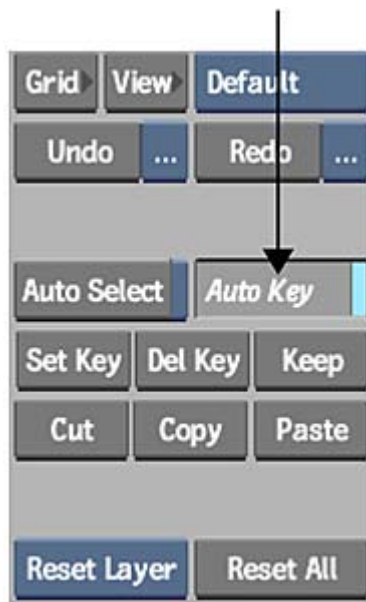 Grid View Default
Undo ... Redo ...
Auto Select Auto Key
Set Key Del Key Keep
Cut Copy Paste
Reset Layer Reset All